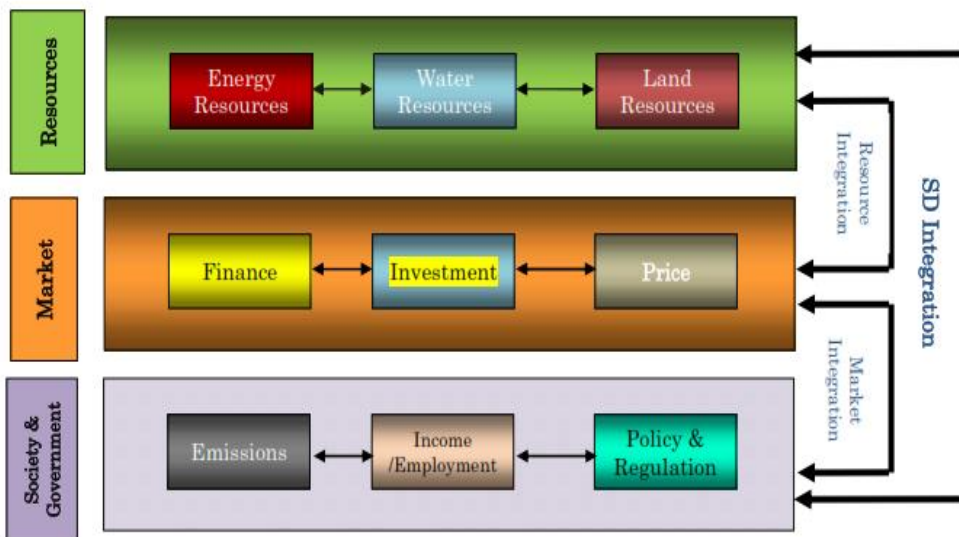 Resources
Energy
Resources
Water
Resources
Land
Resources
Resource
Integration
Market
Finance
Investment
Price
SD Integration
Market
Integration
Society &
Government
Emissions
Income
/Employment
Policy &
Regulation